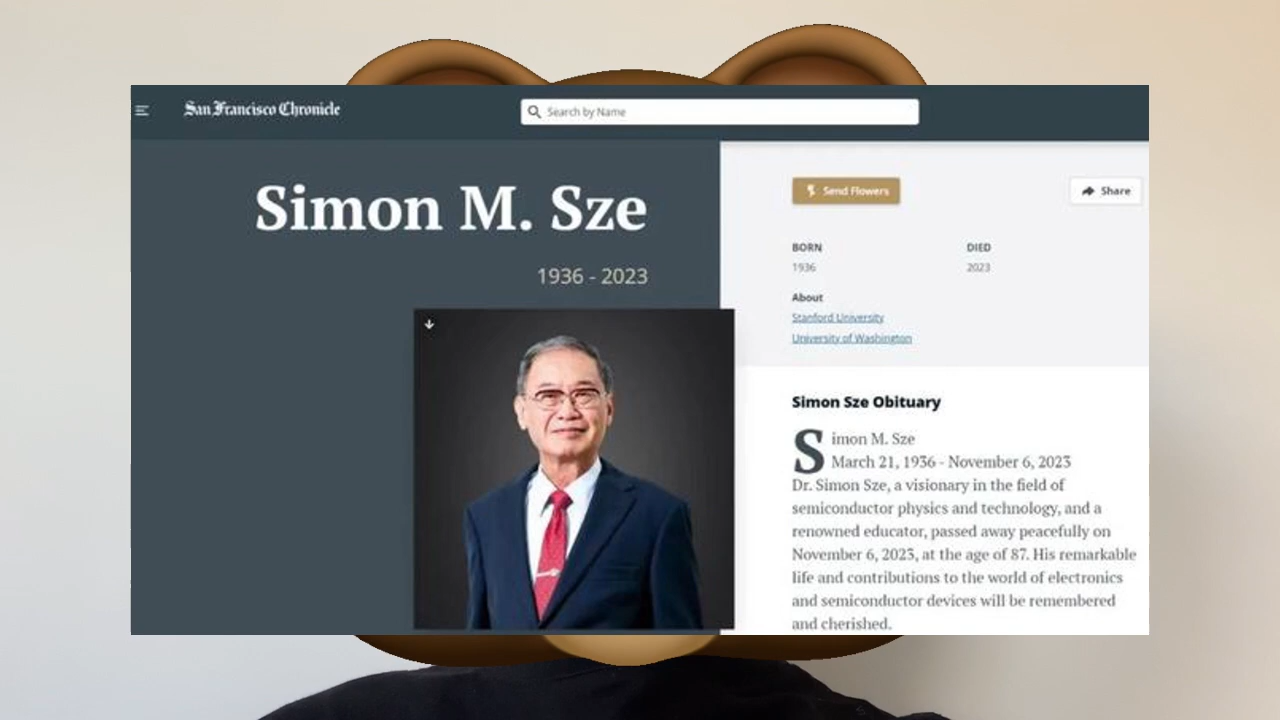 San Francisco Chronicle
Search by Name
Simon M. Sze
1936 - 2023
Send Flowers
Share
BORN
DIED
1936
2023
About
Stanford University
University of Washington
Simon Sze Obituary
Simon M. Sze
March 21, 1936 - November 6, 2023
Dr. Simon Sze, a visionary in the field of
semiconductor physics and technology, and a
renowned educator, passed away peacefully on
November 6, 2023, at the age of 87. His remarkable
life and contributions to the world of electronics
and semiconductor devices will be remembered
and cherished.